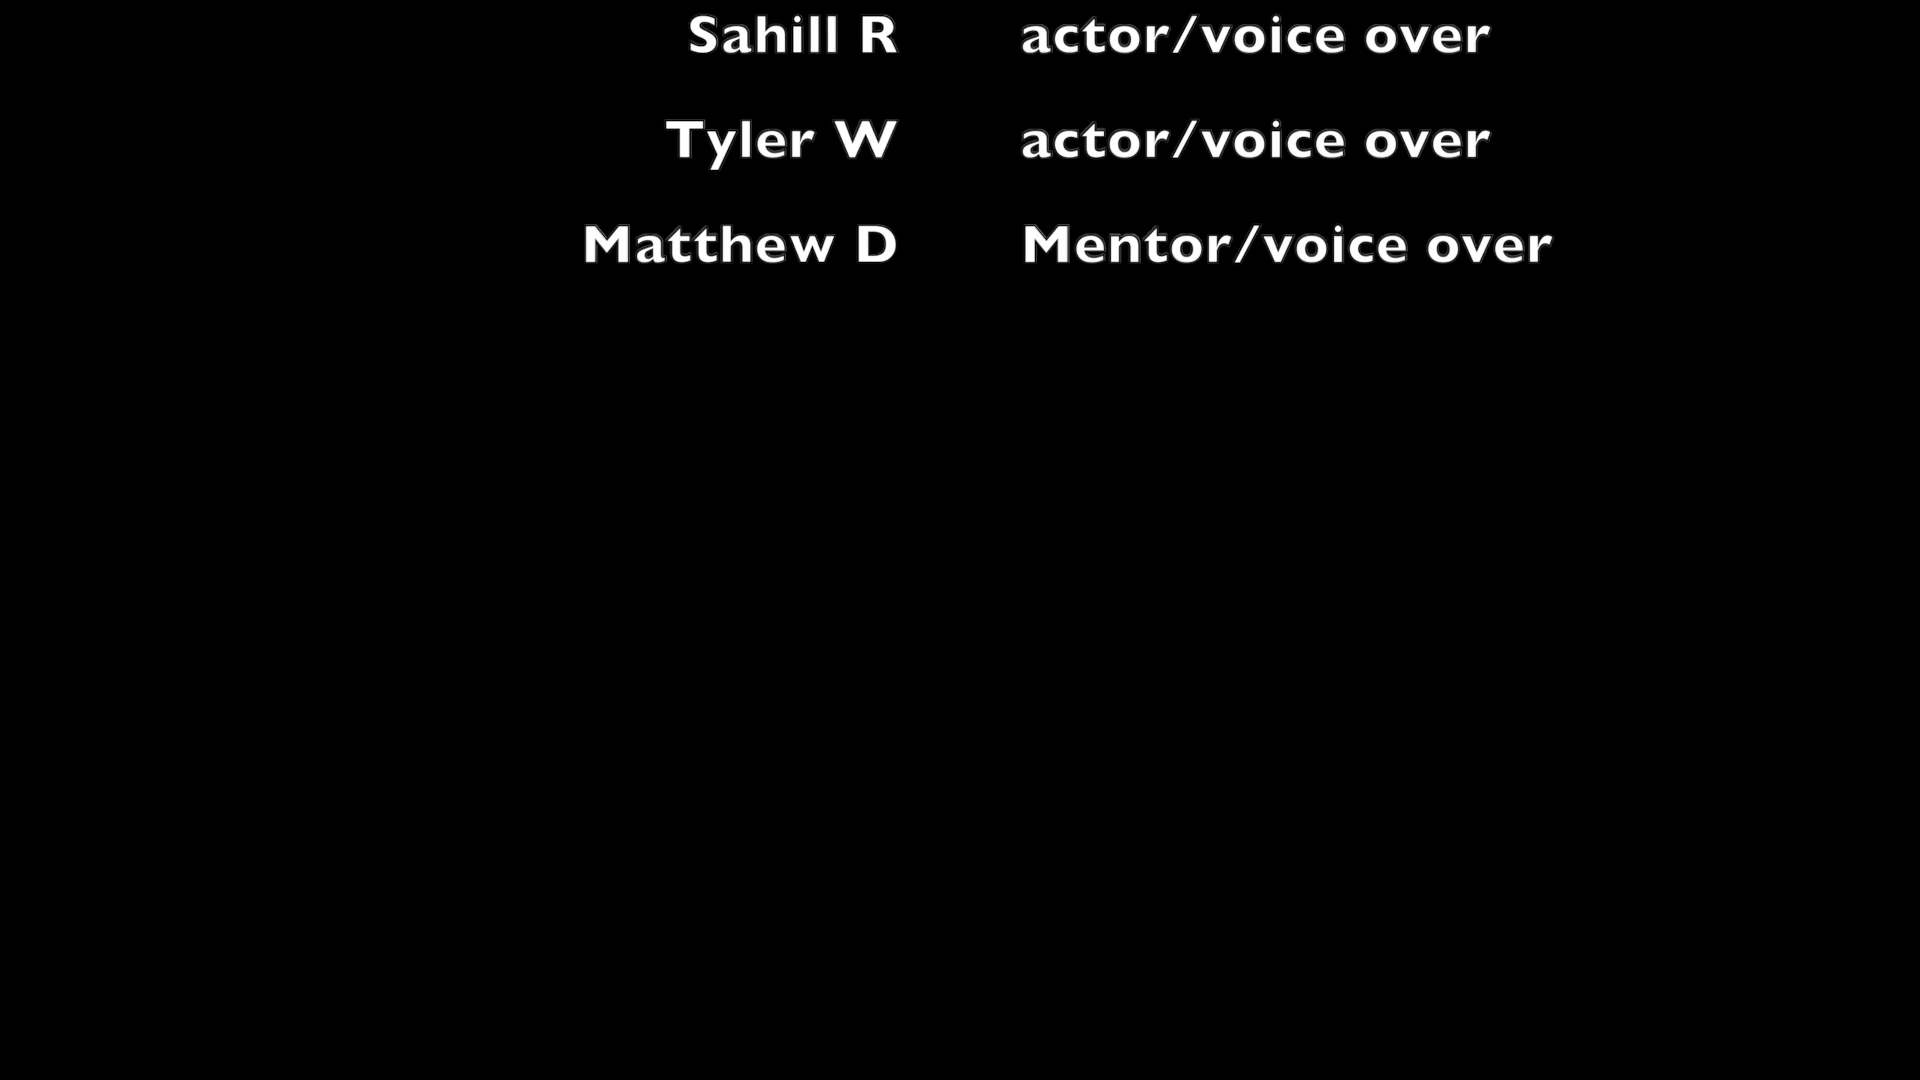 Sahill R actor/voice over
Tyler W actor/voice over
Matthew D Mentor/voice over